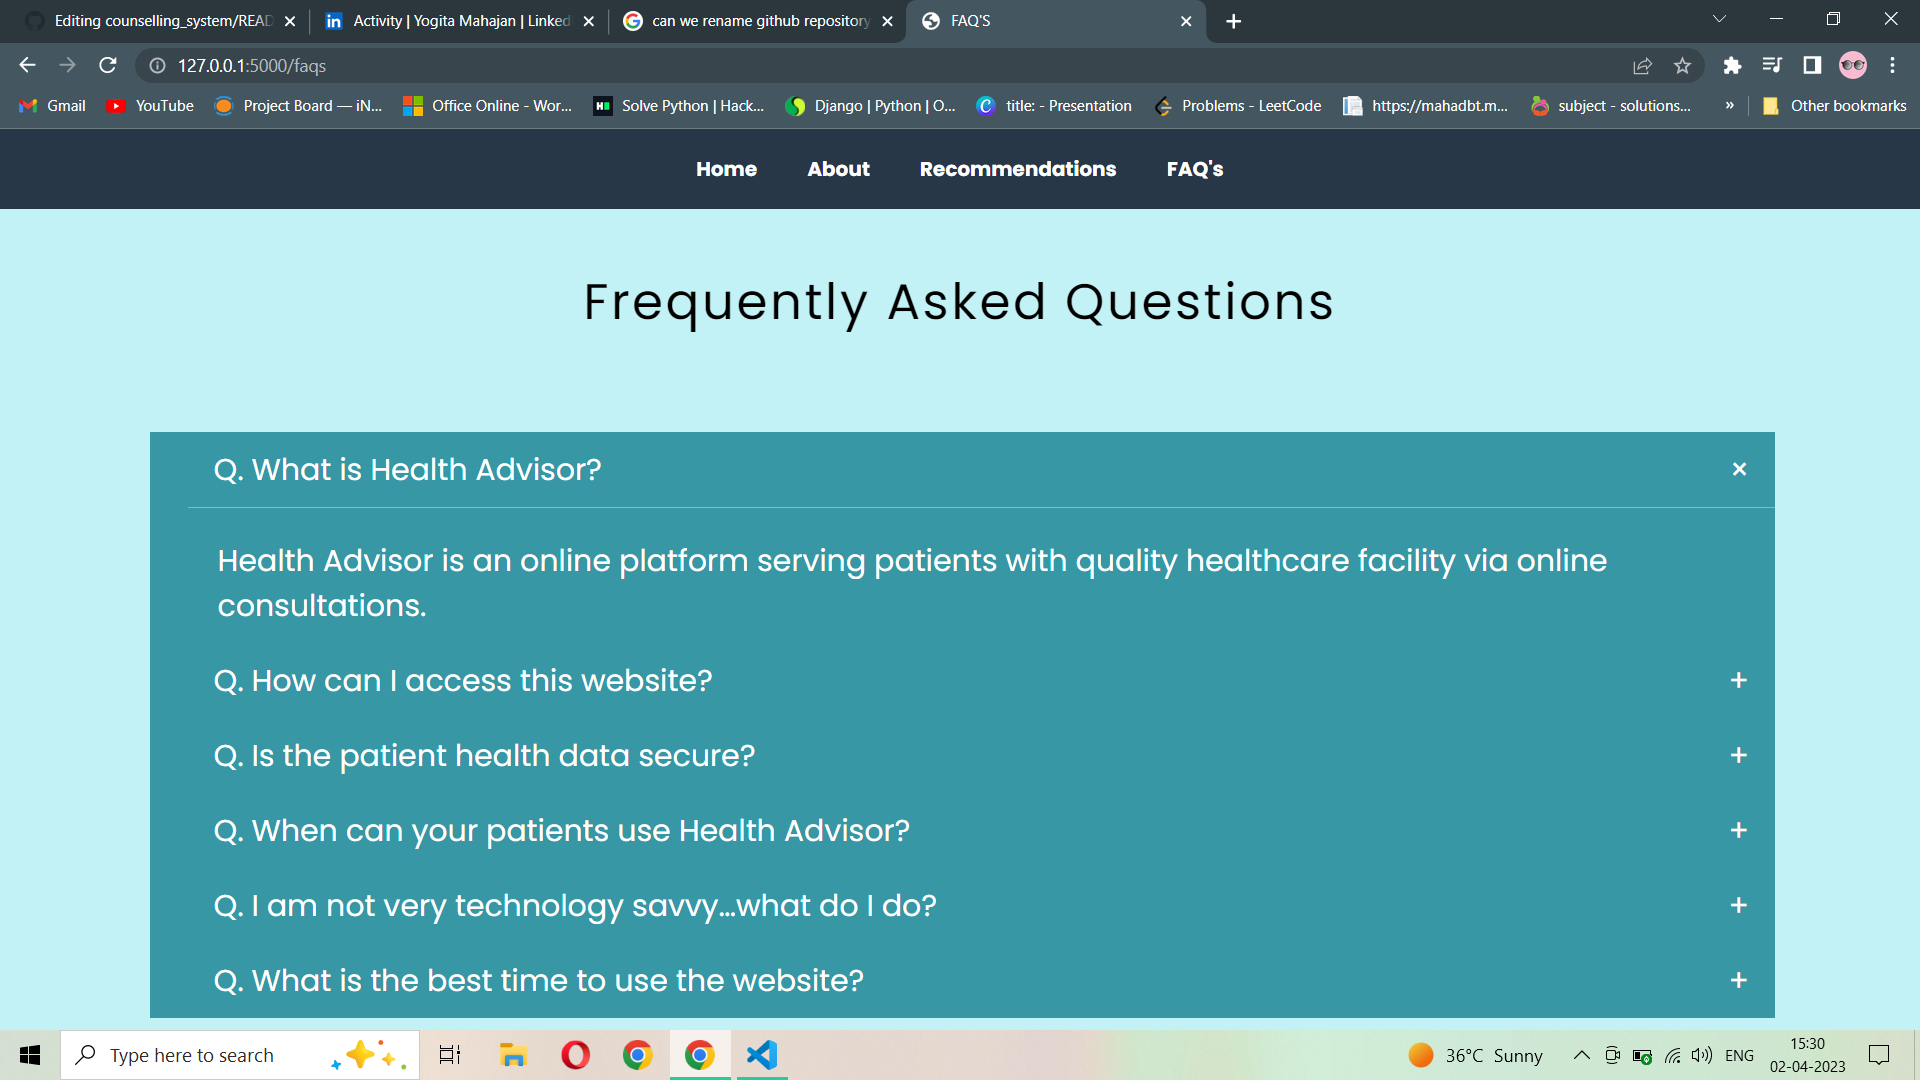 Editing counselling_system/READ
Activity | Yogita Mahajan | Linked
can we rename github repository
FAQ'S
127.0.0.1:5000/faqs
Gmail
YouTube
Project Board — iN...
Office Online - Wor...
Solve Python | Hack...
Django | Python | O...
title: - Presentation
Problems - LeetCode
https://mahadbt.m...
subject - solutions...
»
Other bookmarks
Home
About
Recommendations
FAQ's
Frequently Asked Questions
Q. What is Health Advisor?
Health Advisor is an online platform serving patients with quality healthcare facility via online
consultations.
Q. How can I access this website?
Q. Is the patient health data secure?
Q. When can your patients use Health Advisor?
Q. I am not very technology savvy...what do I do?
Q. What is the best time to use the website?
Type here to search
36°C Sunny
ENG
15:30
02-04-2023